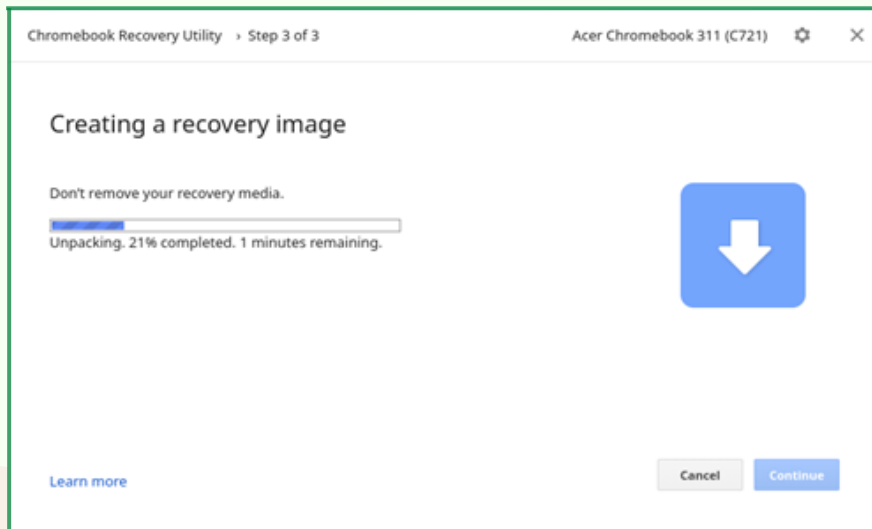 Chromebook Recovery Utility › Step 3 of 3 Acer Chromebook 311 (C721)
Creating a recovery image
Don't remove your recovery media.
Unpacking. 21% completed. 1 minutes remaining.
Learn more Cancel Continue